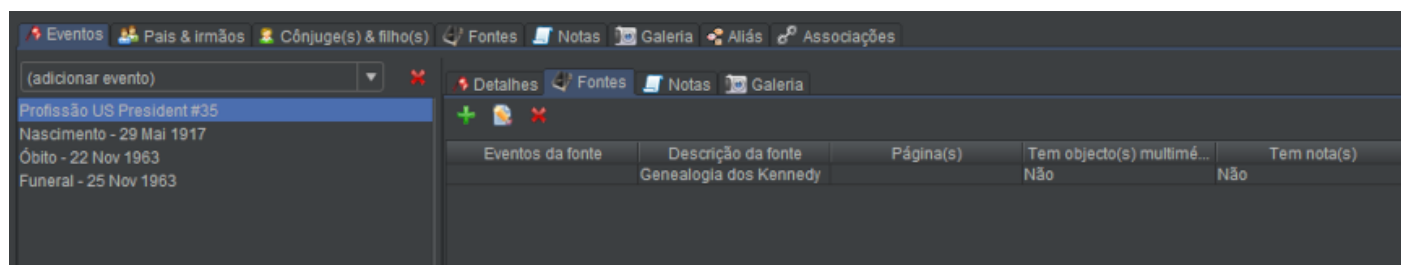 Eventos Pais & irmãos Cônjuge(s) & filho(s) Fontes Notas Galeria Aliás Associações
(adicionar evento)
Profissão US President #35
Nascimento - 29 Mai 1917
Óbito - 22 Nov 1963
Funeral - 25 Nov 1963
Detalhes Fontes Notas Galeria
Eventos da fonte Descrição da fonte Página(s) Tem objecto(s) multimé... Tem nota(s)
Genealogia dos Kennedy Não Não